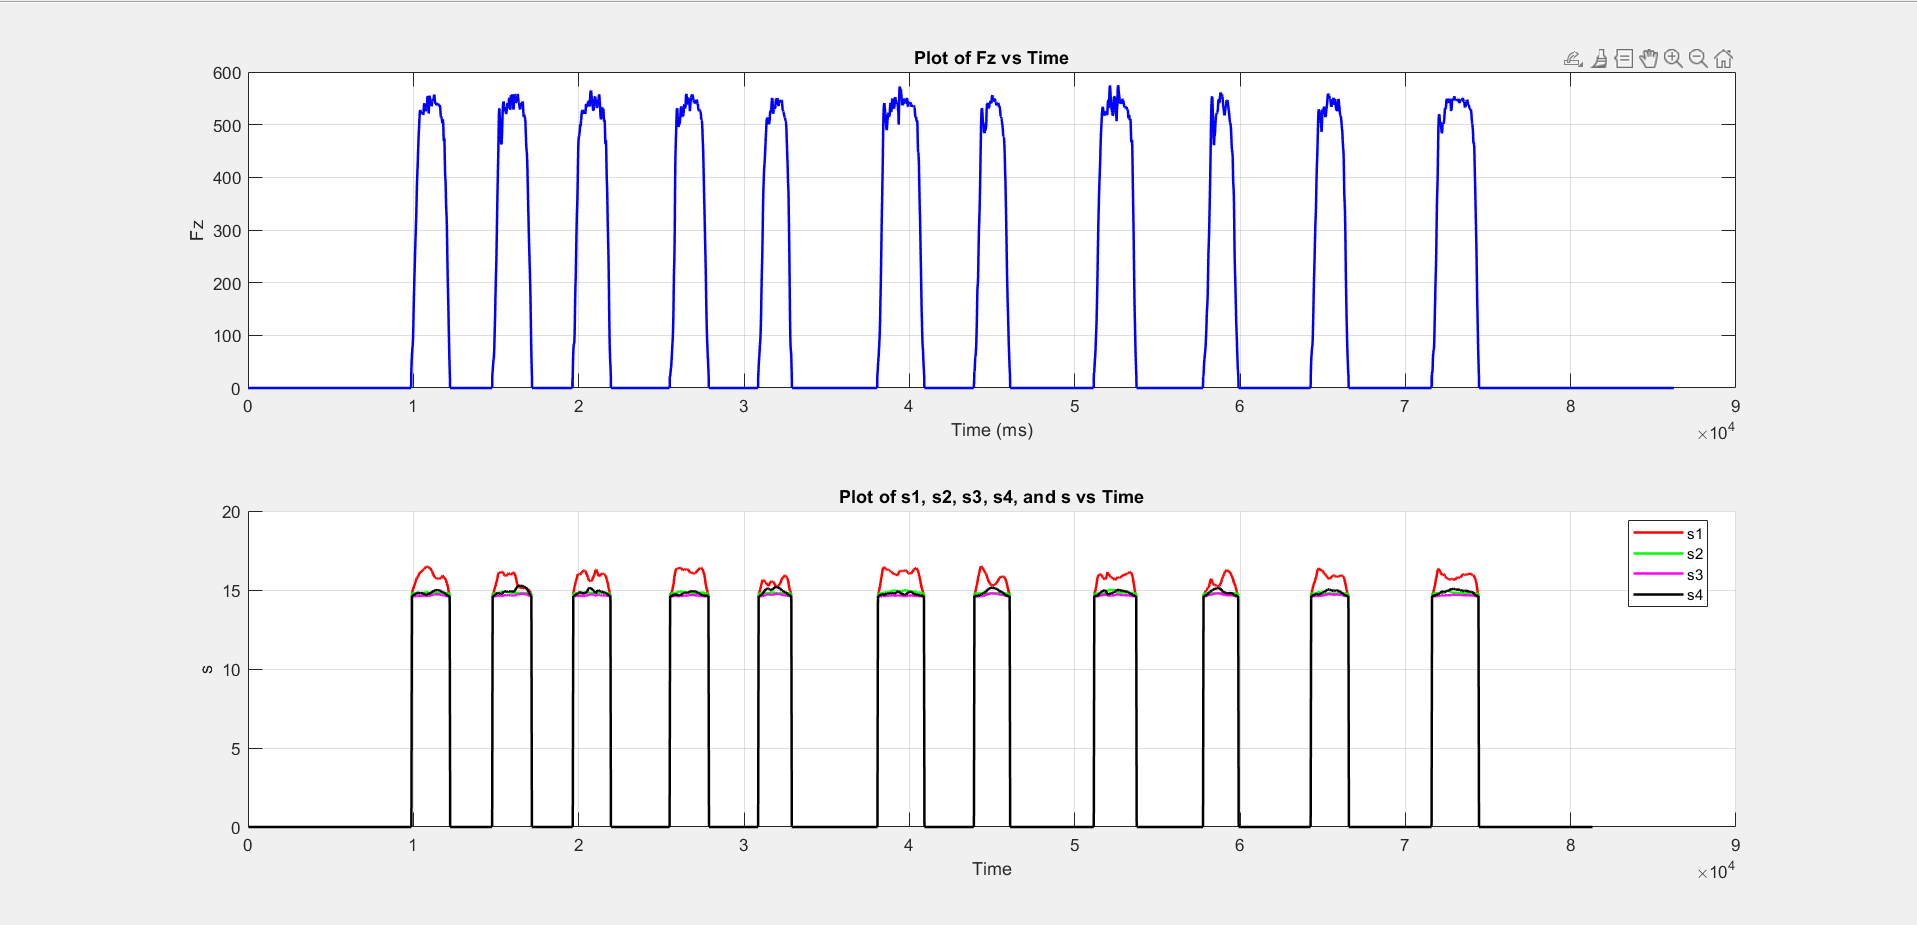 Plot of Fz vs Time
600
500
400
300
200
100
0
Fz
0 1 2 3 4 5 6 7 8 9
Time (ms)
×10^4
Plot of s1, s2, s3, s4, and s vs Time
20
15
10
5
0
s
s1
s2
s3
s4
0 1 2 3 4 5 6 7 8 9
Time
×10^4